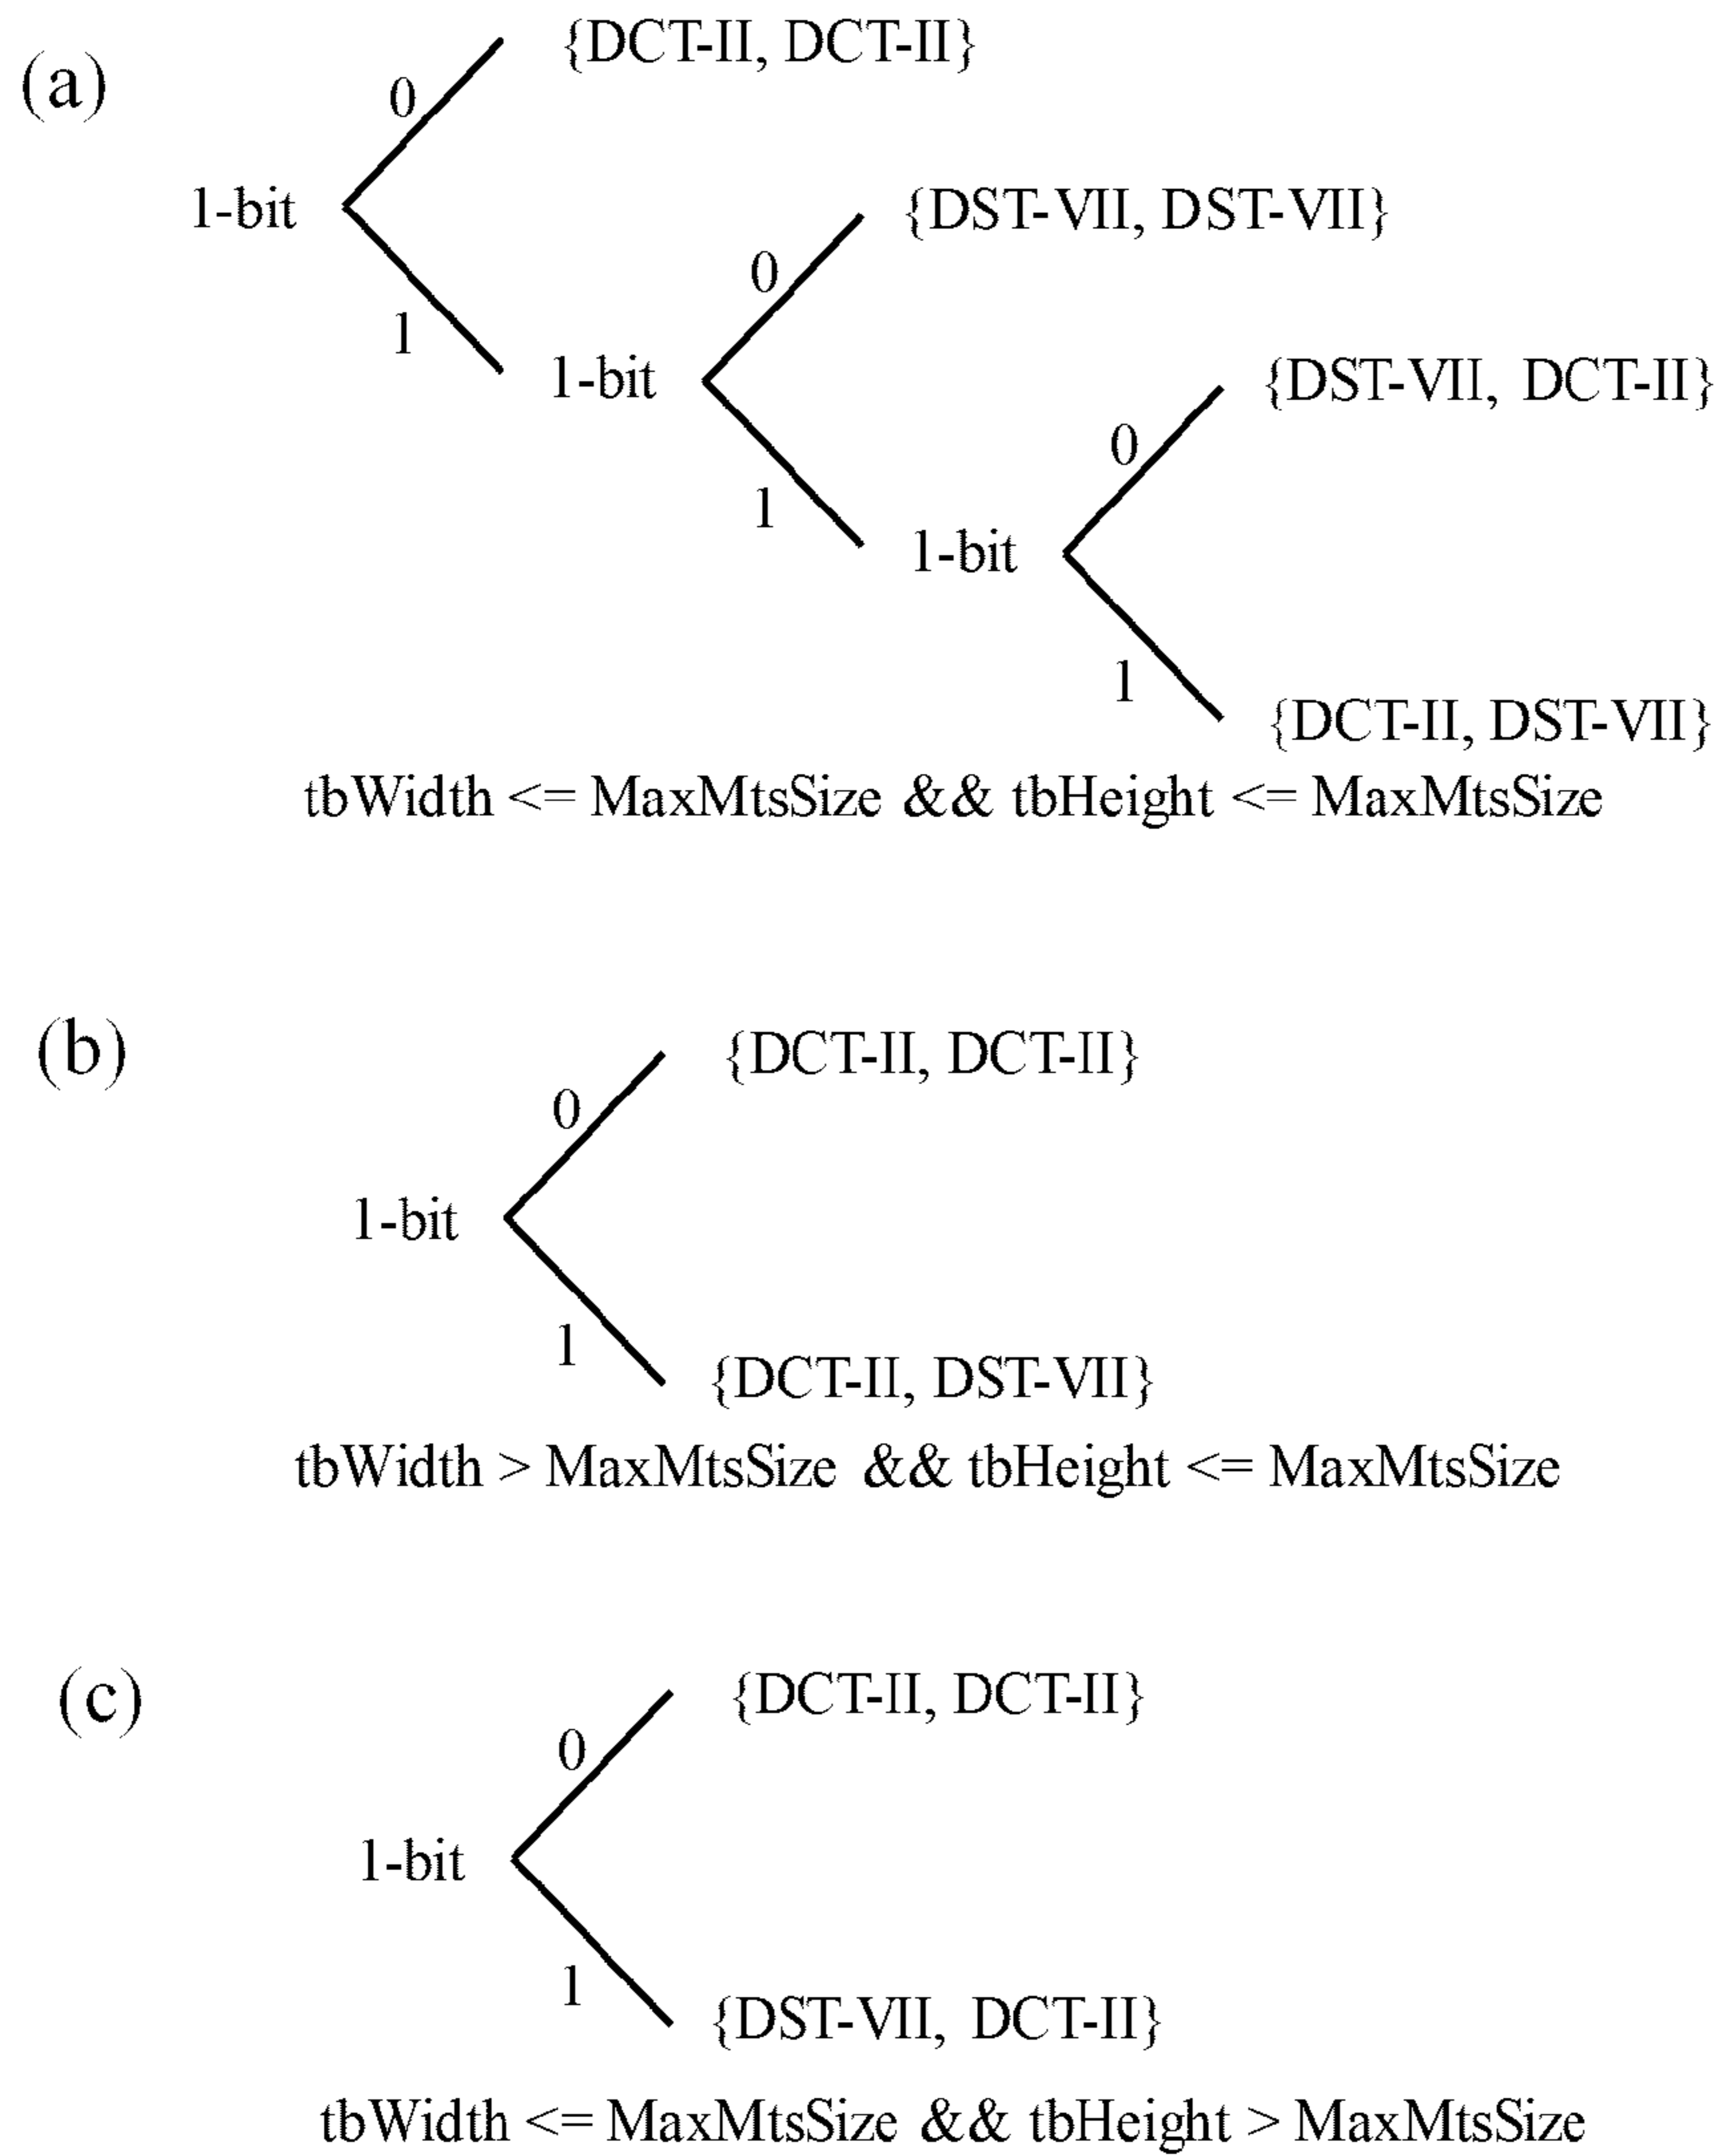 (a)
{DCT-II, DCT-II}
0
1-bit
{DST-VII, DST-VII}
0
1
1-bit
{DST-VII, DCT-II}
0
1
1-bit
1
{DCT-II, DST-VII}
tbWidth <= MaxMtsSize && tbHeight <= MaxMtsSize
(b)
{DCT-II, DCT-II}
0
1-bit
1
{DCT-II, DST-VII}
tbWidth > MaxMtsSize && tbHeight <= MaxMtsSize
(c)
{DCT-II, DCT-II}
0
1-bit
1
{DST-VII, DCT-II}
tbWidth <= MaxMtsSize && tbHeight > MaxMtsSize